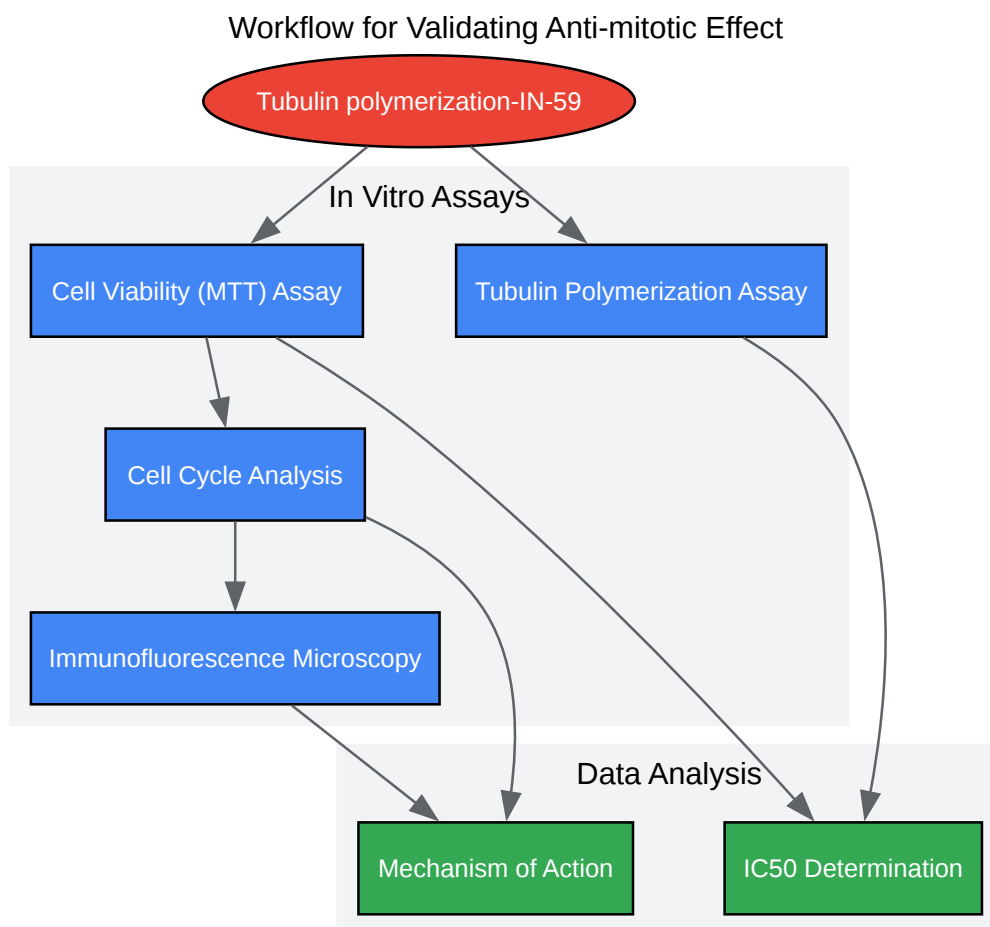 Workflow for Validating Anti-mitotic Effect
Tubulin polymerization-IN-59
In Vitro Assays
Cell Viability (MTT) Assay
Tubulin Polymerization Assay
Cell Cycle Analysis
Immunofluorescence Microscopy
Data Analysis
Mechanism of Action
IC50 Determination